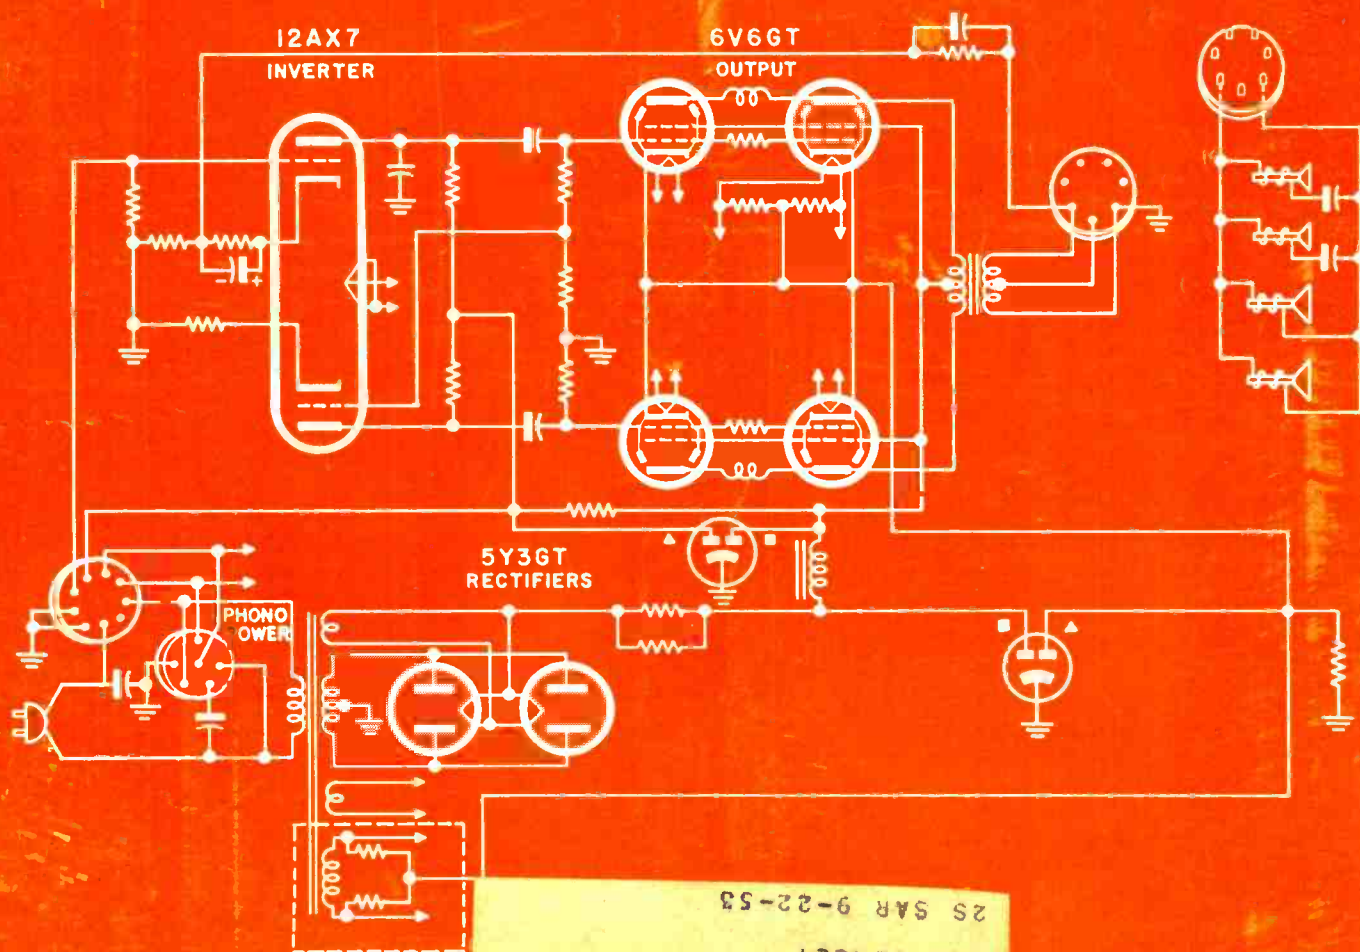 12AX7
INVERTER
6V6GT
OUTPUT
5Y3GT
RECTIFIERS
PHONO
OWER
2S SAR 9-22-53